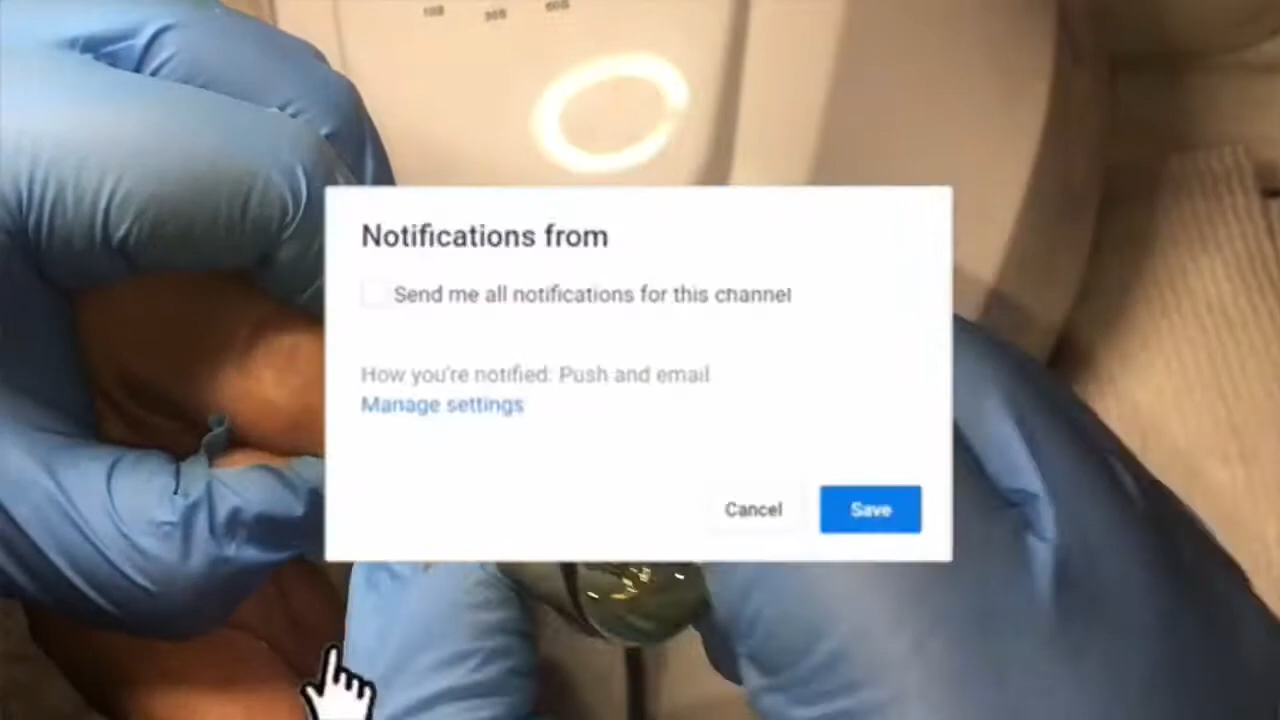 Notifications from
Send me all notifications for this channel
How you're notified: Push and email
Manage settings
Cancel
Save